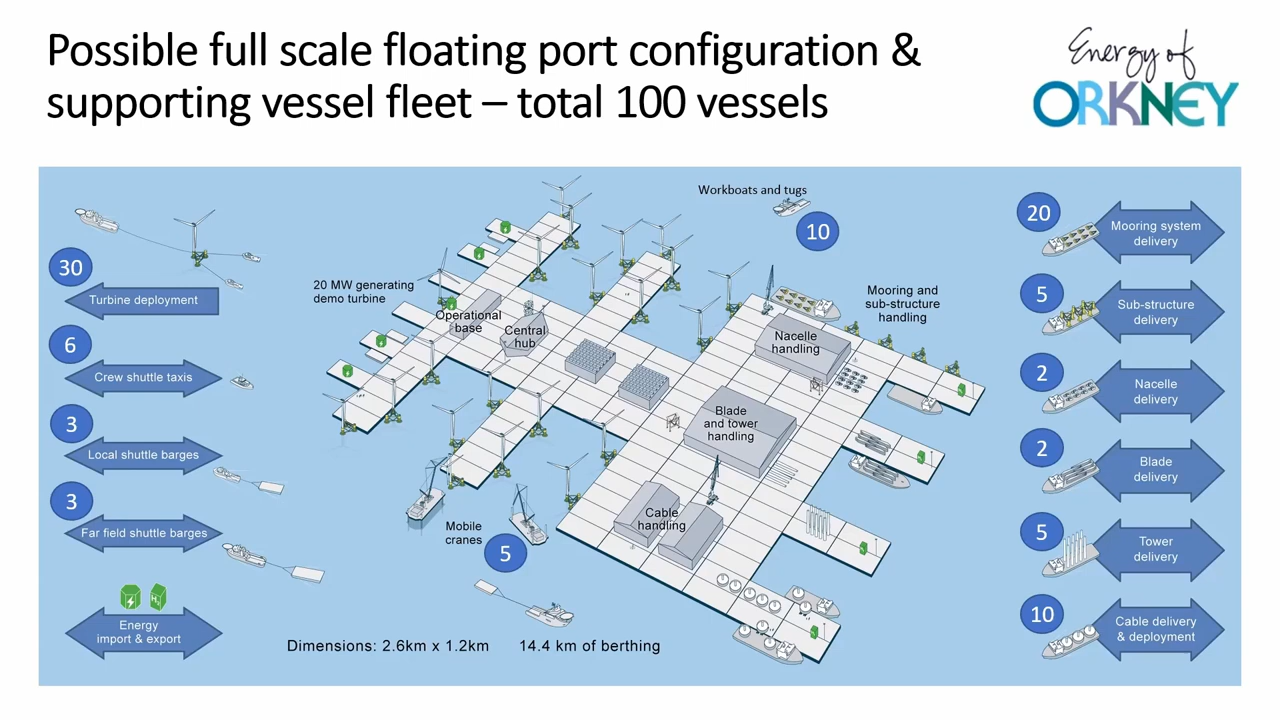 Possible full scale floating port configuration &
supporting vessel fleet – total 100 vessels
Energy of
ORKNEY
30
Turbine deployment
6
Crew shuttle taxis
3
Local shuttle barges
3
Far field shuttle barges
Energy
import & export
20 MW generating
demo turbine
Operational
base
Central
hub
Workboats and tugs
10
Mooring and
sub-structure
handling
Nacelle
handling
Blade
and tower
handling
Cable
handling
Mobile
cranes
5
Dimensions: 2.6km x 1.2km
14.4 km of berthing
20
Mooring system
delivery
5
Sub-structure
delivery
2
Nacelle
delivery
2
Blade
delivery
5
Tower
delivery
10
Cable delivery
& deployment